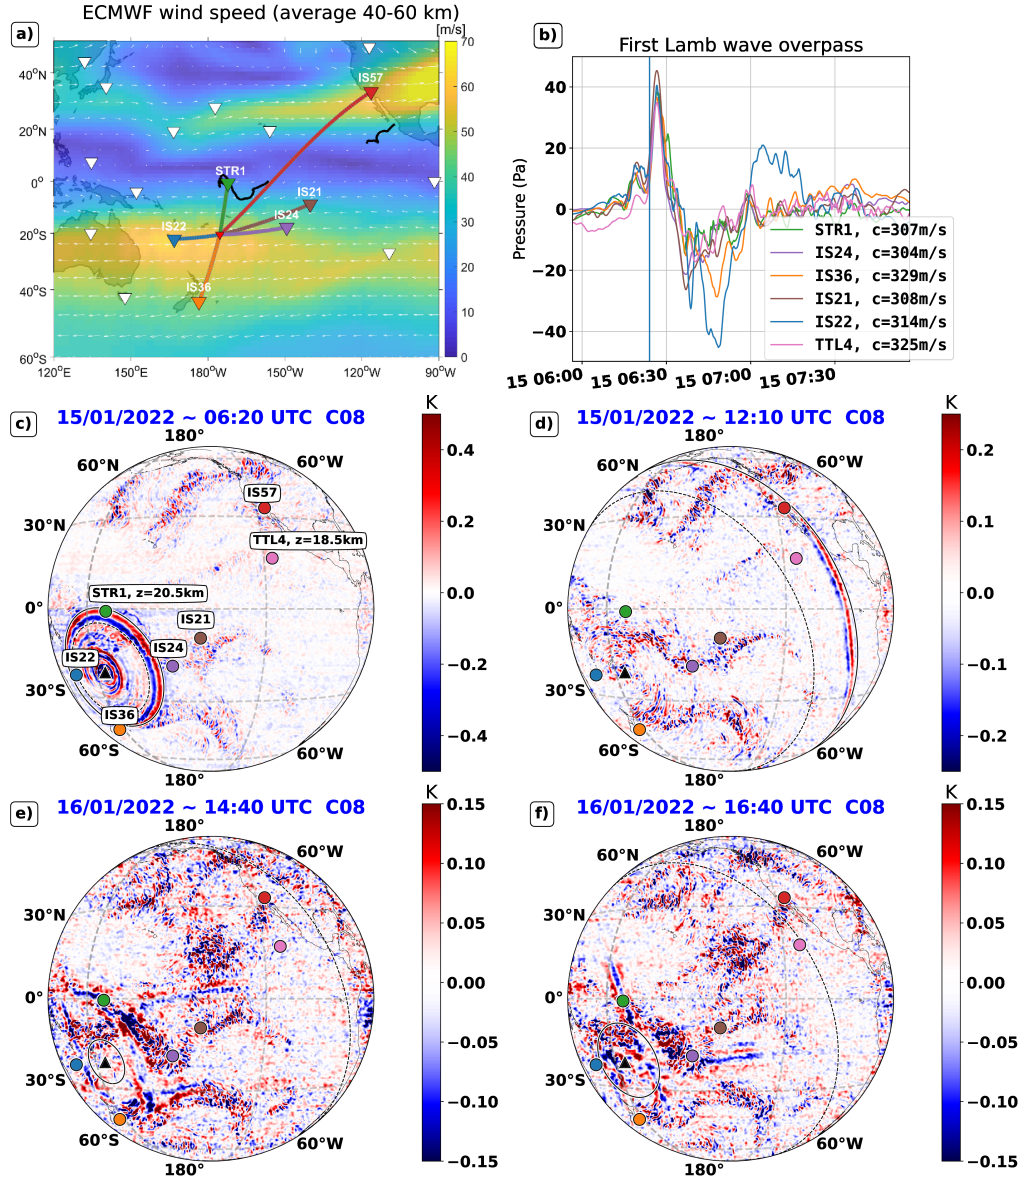 ECMWF wind speed (average 40-60 km)
a)
[m/s]
70
60
50
40
30
20
10
0
40°N
20°N
0°
20°S
40°S
60°S
120°E
150°E
180°W
150°W
120°W
90°W
IS57
STR1
IS21
IS24
IS22
IS36
b)
First Lamb wave overpass
Pressure (Pa)
40
20
0
−20
−40
15 06:00
15 06:30
15 07:00
15 07:30
STR1, c=307m/s
IS24, c=304m/s
IS36, c=329m/s
IS21, c=308m/s
IS22, c=314m/s
TTL4, c=325m/s
c)
15/01/2022 ~ 06:20 UTC C08
180°
60°N
60°W
30°N
0°
30°S
60°S
60°W
180°
IS57
TTL4, z=18.5km
STR1, z=20.5km
IS21
IS24
IS22
IS36
K
0.4
0.2
0.0
−0.2
−0.4
d)
15/01/2022 ~ 12:10 UTC C08
180°
60°N
60°W
30°N
0°
30°S
60°S
60°W
180°
K
0.2
0.1
0.0
−0.1
−0.2
e)
16/01/2022 ~ 14:40 UTC C08
180°
60°W
30°N
0°
30°S
60°S
60°W
180°
K
0.15
0.10
0.05
0.00
−0.05
−0.10
−0.15
f)
16/01/2022 ~ 16:40 UTC C08
180°
60°N
60°W
30°N
0°
30°S
60°W
180°
K
0.15
0.10
0.05
0.00
−0.05
−0.10
−0.15